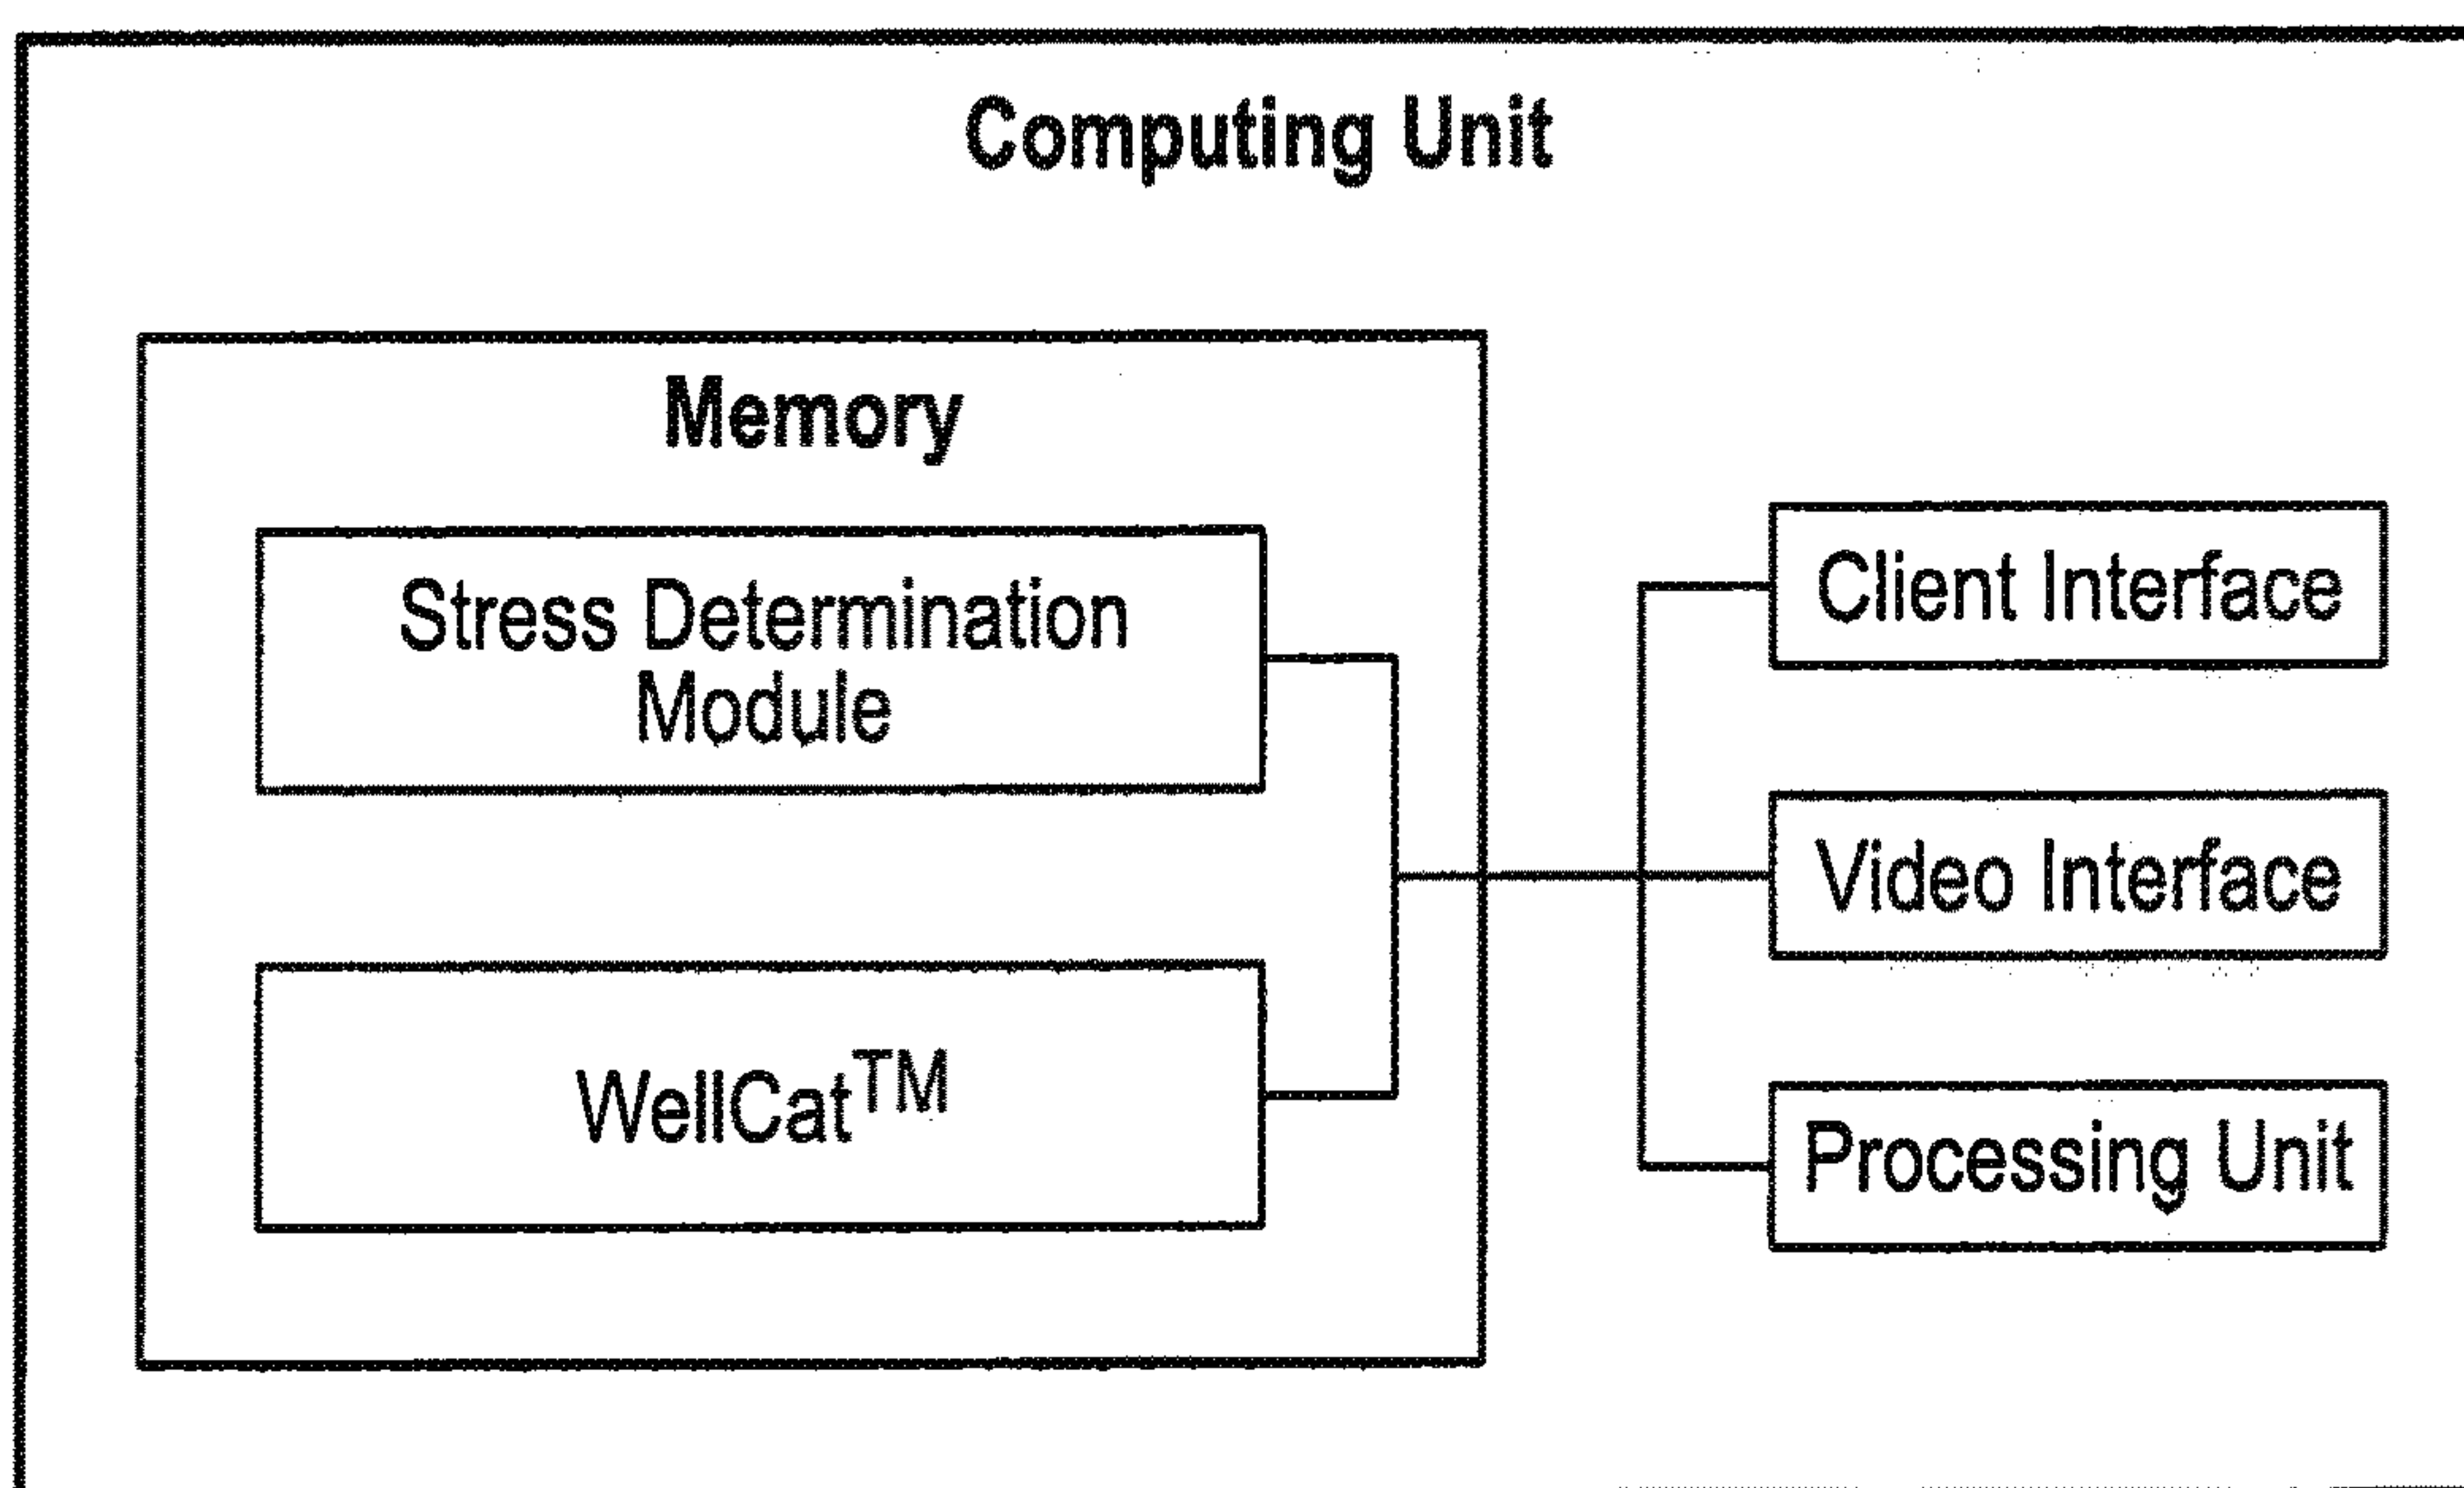 Computing Unit
Memory
Stress Determination
Module
WellCat™
Client Interface
Video Interface
Processing Unit